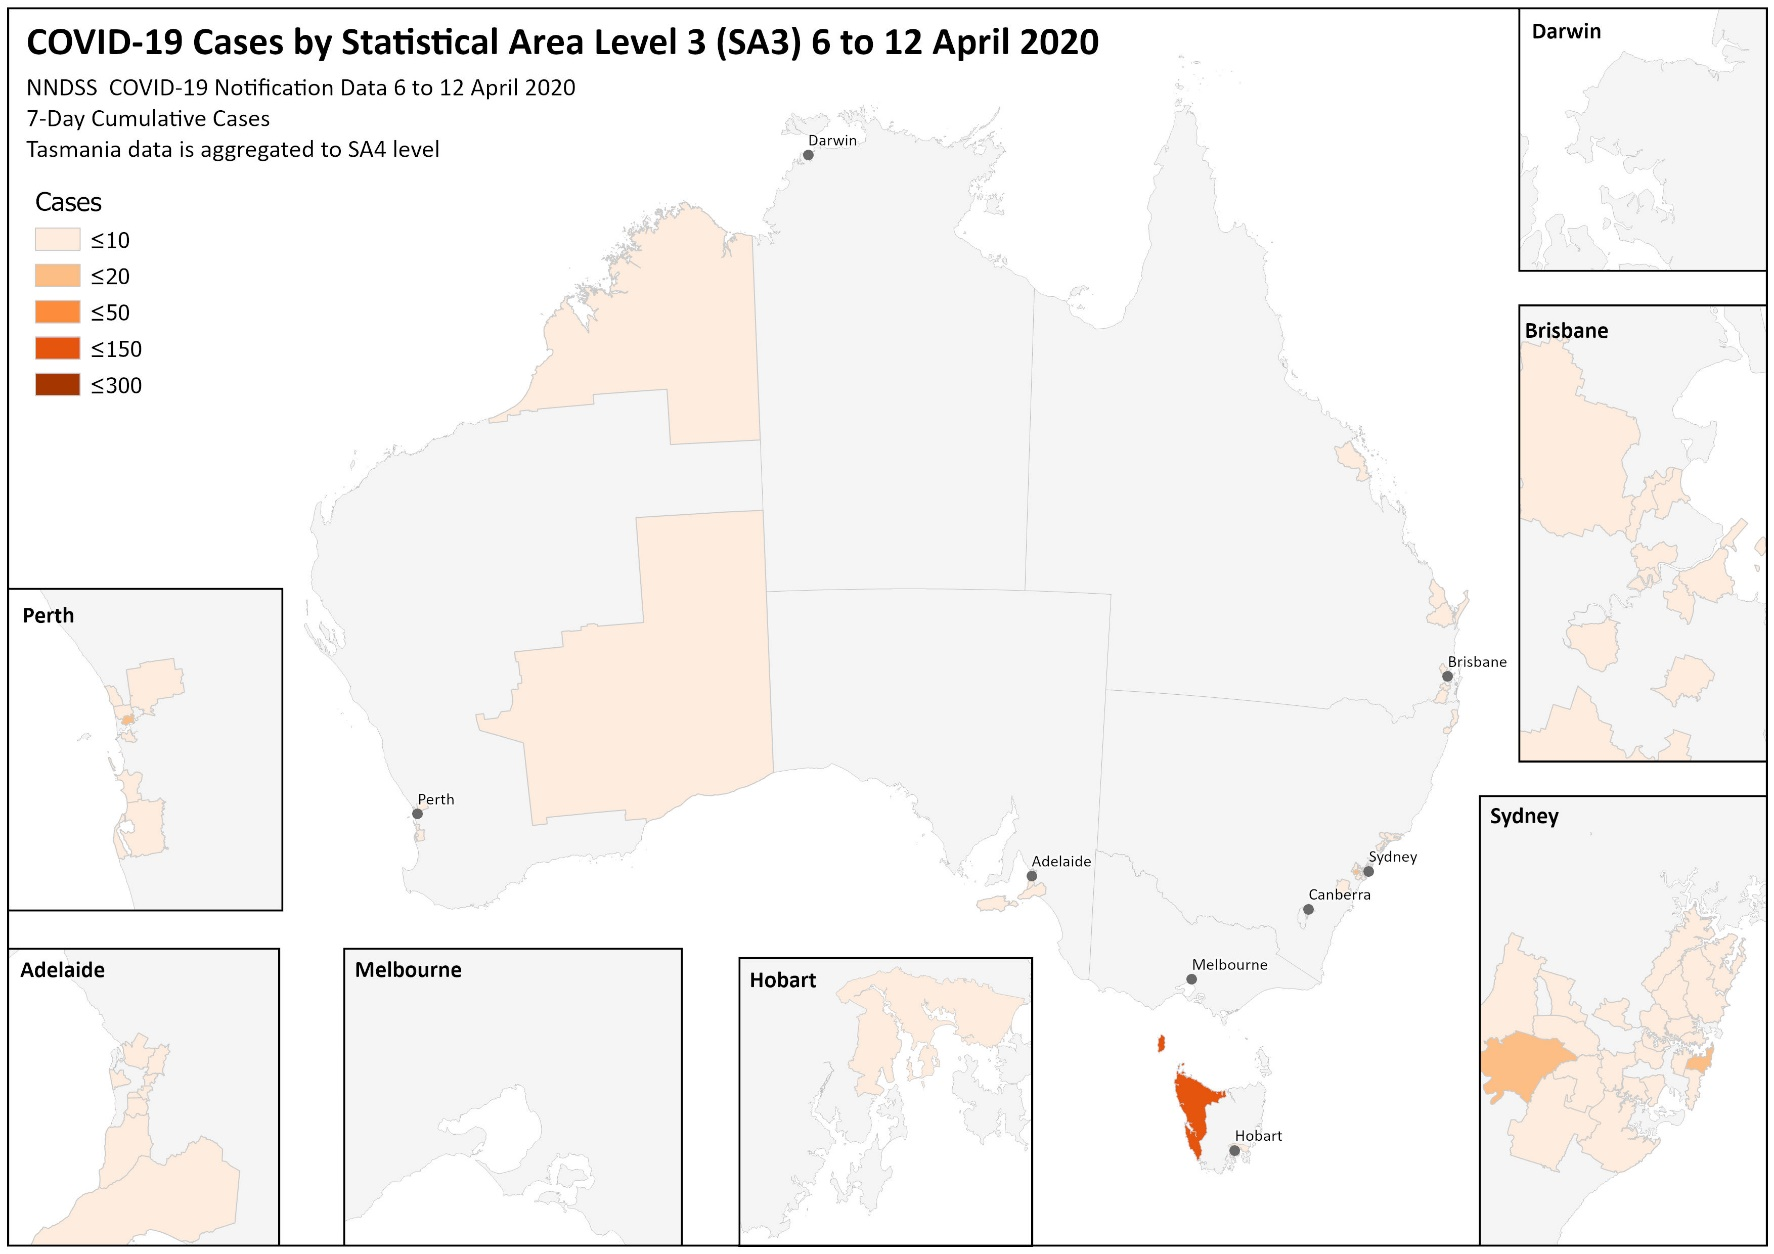 COVID-19 Cases by Statistical Area Level 3 (SA3) 6 to 12 April 2020
NNDSS  COVID-19 Notification Data 6 to 12 April 2020
7-Day Cumulative Cases
Tasmania data is aggregated to SA4 level
Cases
≤10
≤20
≤50
≤150
≤300
Darwin
Darwin
Brisbane
Brisbane
Perth
Perth
Sydney
Sydney
Adelaide
Canberra
Melbourne
Adelaide
Melbourne
Hobart
Hobart